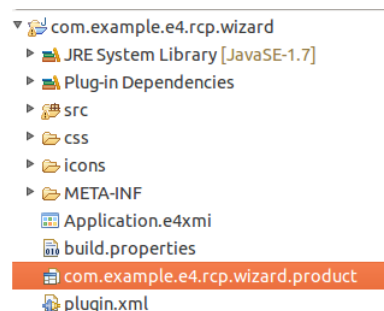 com.example.e4.rcp.wizard
JRE System Library [JavaSE-1.7]
Plug-in Dependencies
src
css
icons
META-INF
Application.e4xmi
build.properties
com.example.e4.rcp.wizard.product
plugin.xml